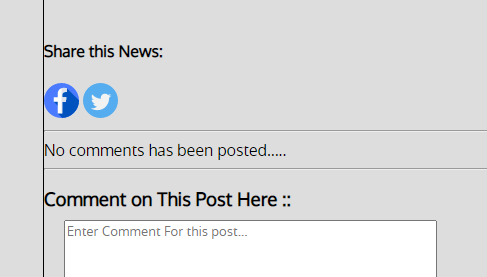 Share this News:
No comments has been posted.....
Comment on This Post Here ::
Enter Comment For this post...